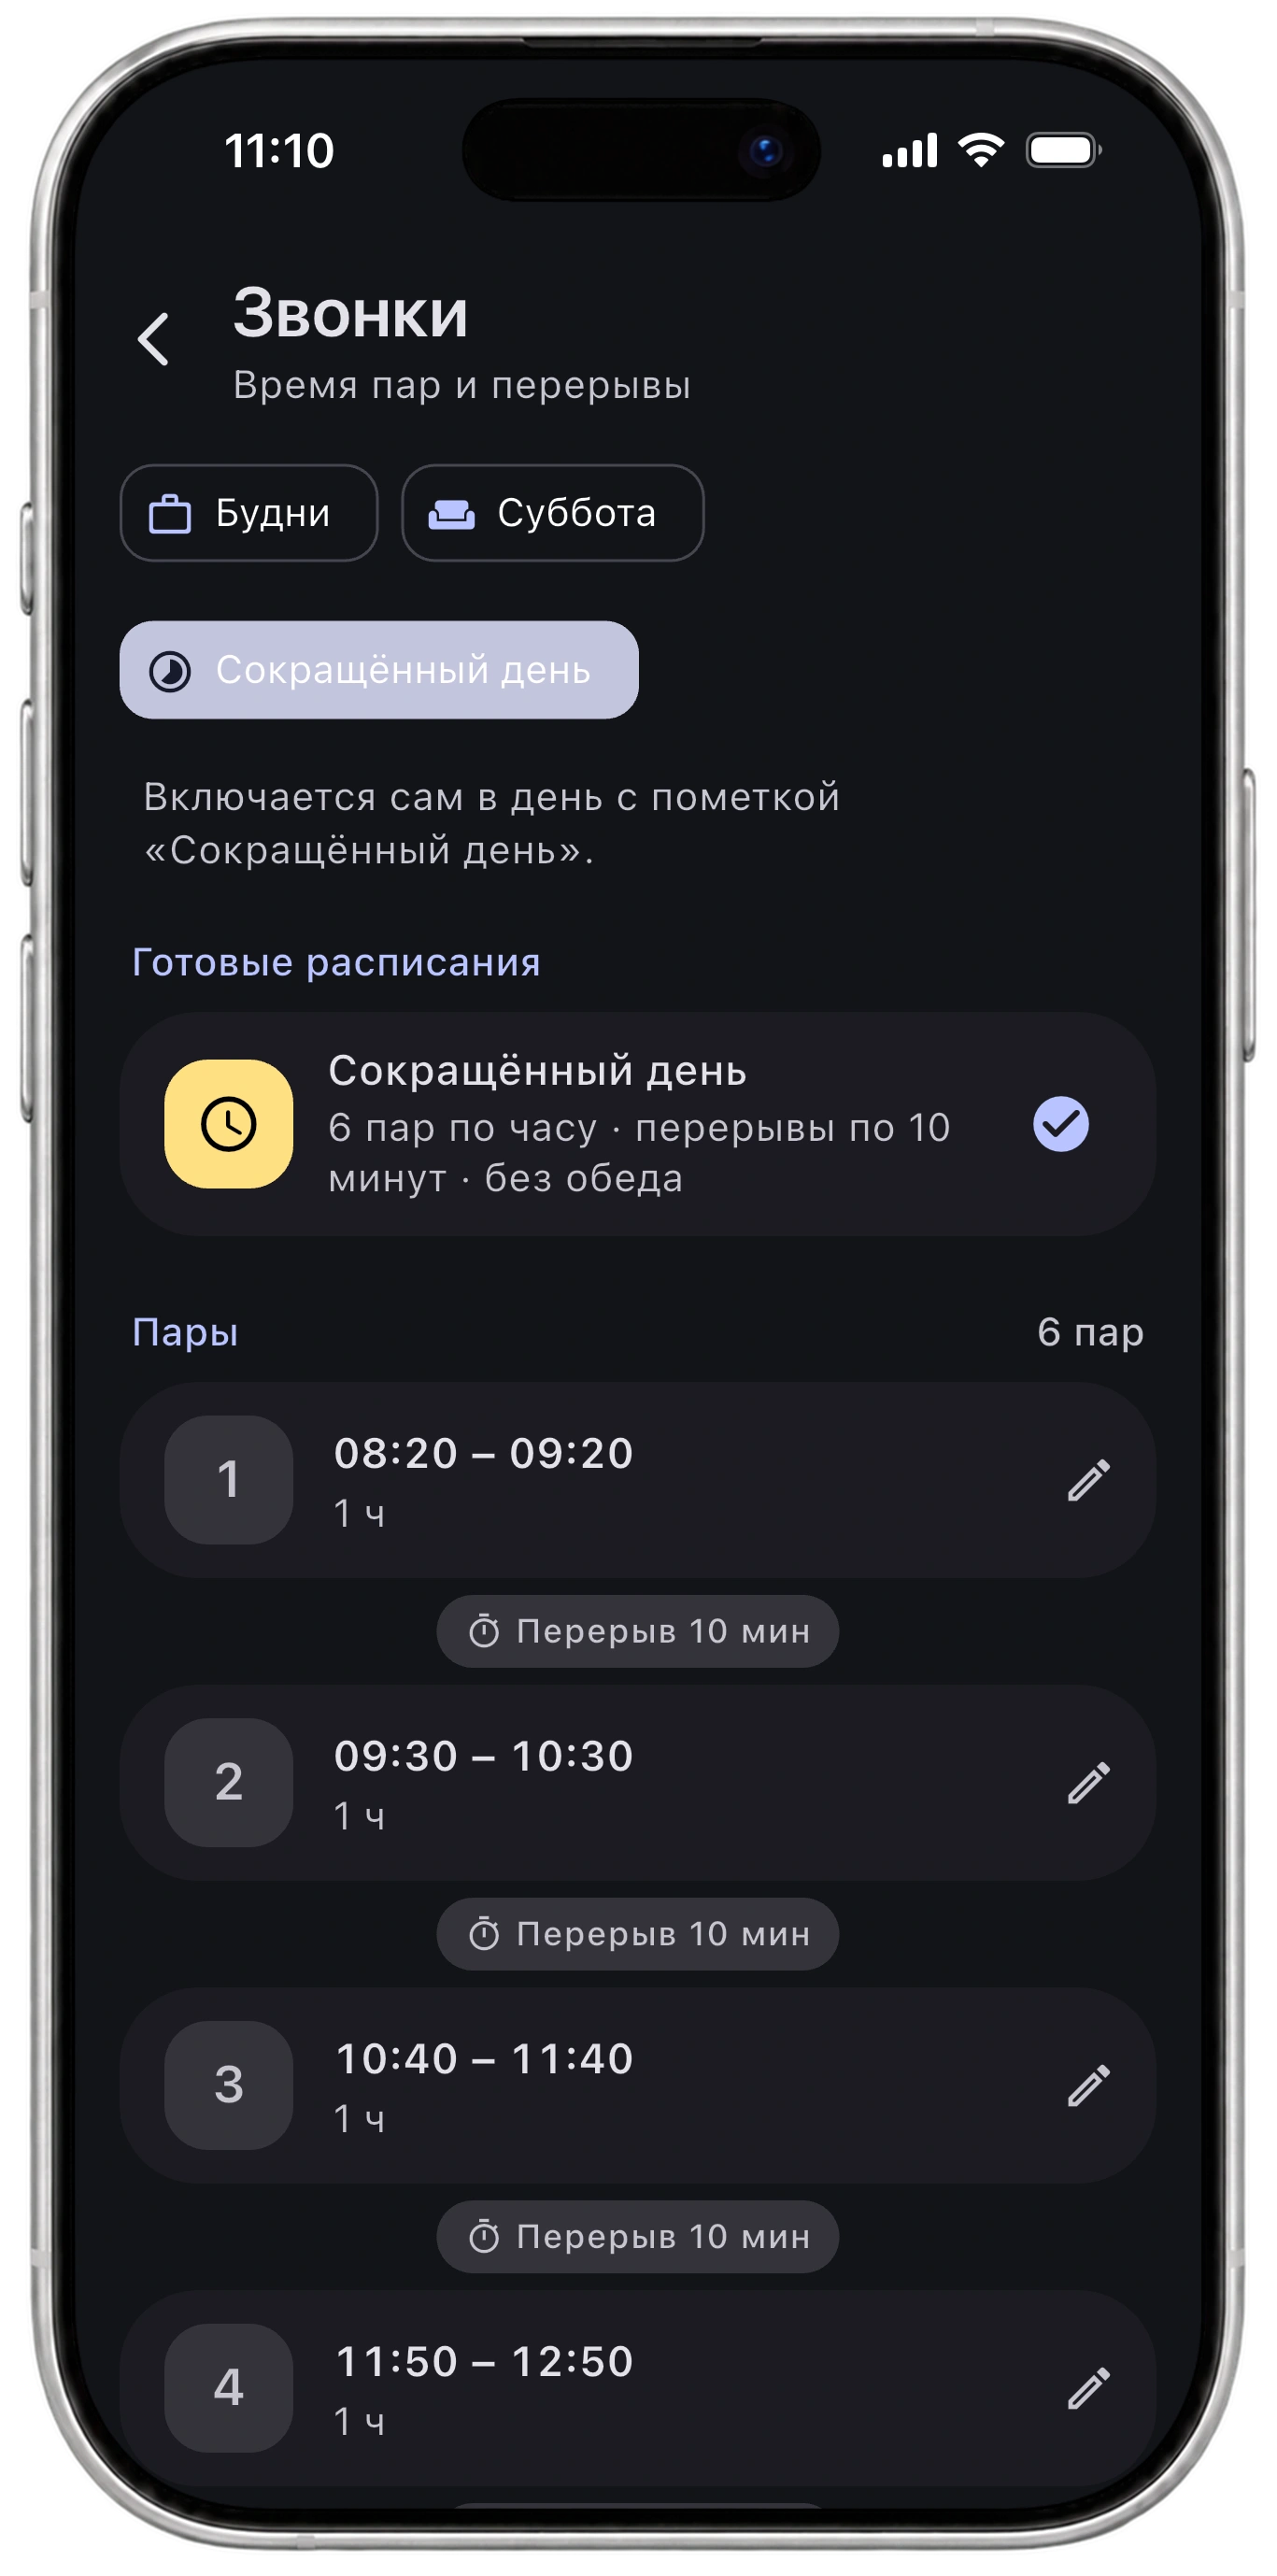 11:10
Звонки
Время пар и перерывы
Будни
Суббота
Сокращённый день
Включается сам в день с пометкой
«Сокращённый день».
Готовые расписания
Сокращённый день
6 пар по часу · перерывы по 10
минут · без обеда
Пары
6 пар
1
08:20 – 09:20
1 ч
Перерыв 10 мин
2
09:30 – 10:30
1 ч
Перерыв 10 мин
3
10:40 – 11:40
1 ч
Перерыв 10 мин
4
11:50 – 12:50
1 ч